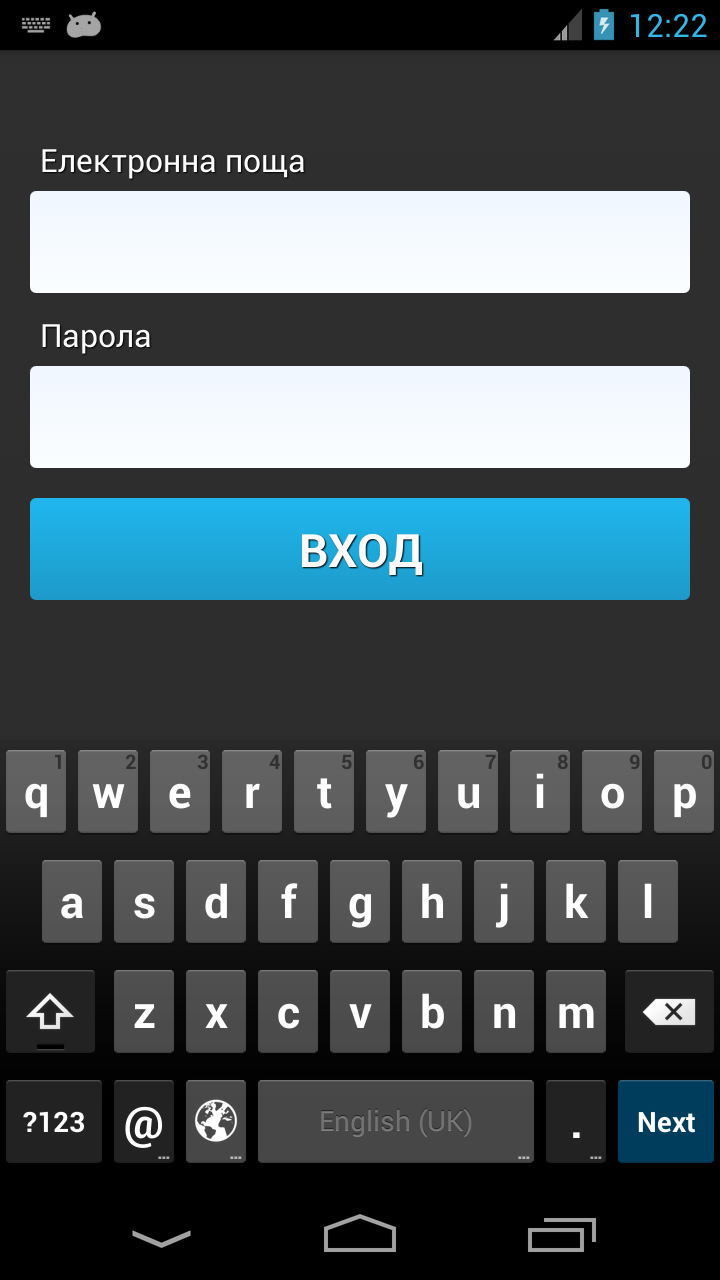 12:22
Електронна поща
Парола
ВХОД
1 2 3 4 5 6 7 8 9 0
q w e r t y u i o p
a s d f g h j k l
z x c v b n m
?123 @ English (UK) . Next